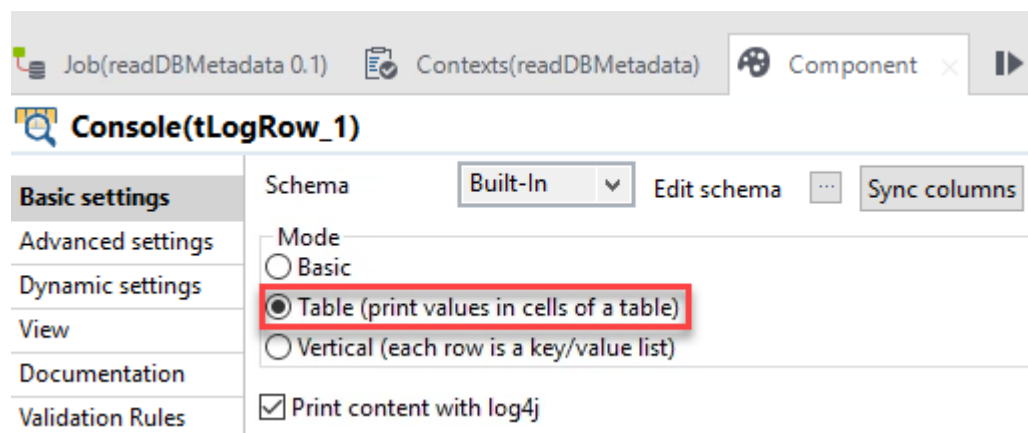 Job(readDBMetadata 0.1) Contexts(readDBMetadata) Component
Console(tLogRow_1)
Basic settings
Advanced settings
Dynamic settings
View
Documentation
Validation Rules
Schema Built-In Edit schema ... Sync columns
Mode
Basic
Table (print values in cells of a table)
Vertical (each row is a key/value list)
Print content with log4j